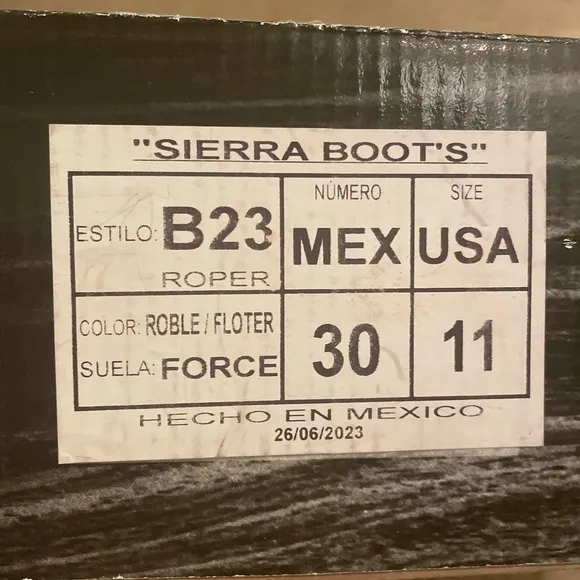 "SIERRA BOOT'S"
ESTILO: B23
ROPER
NÚMERO
MEX
SIZE
USA
COLOR: ROBLE / FLOTER
SUELA: FORCE
30
11
HECHO EN MEXICO
26/06/2023